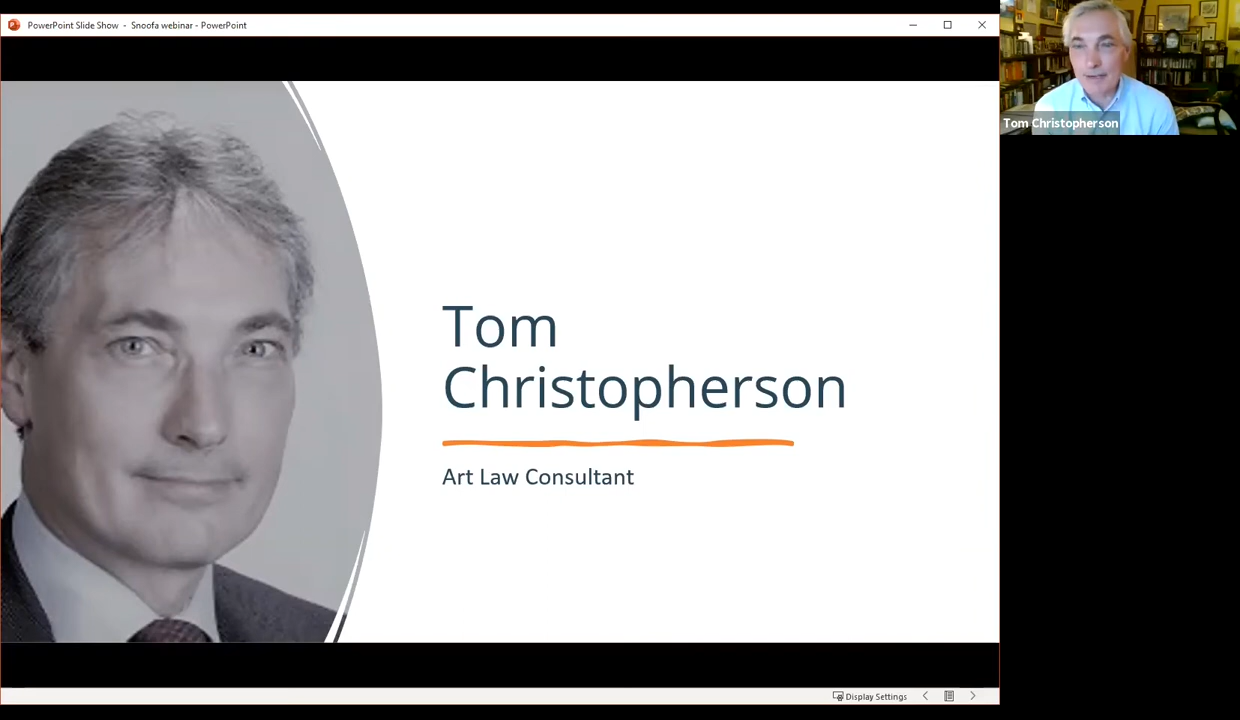 PowerPoint Slide Show - Snoofa webinar - PowerPoint
Tom Christopherson
Tom
Christopherson
Art Law Consultant
Display Settings